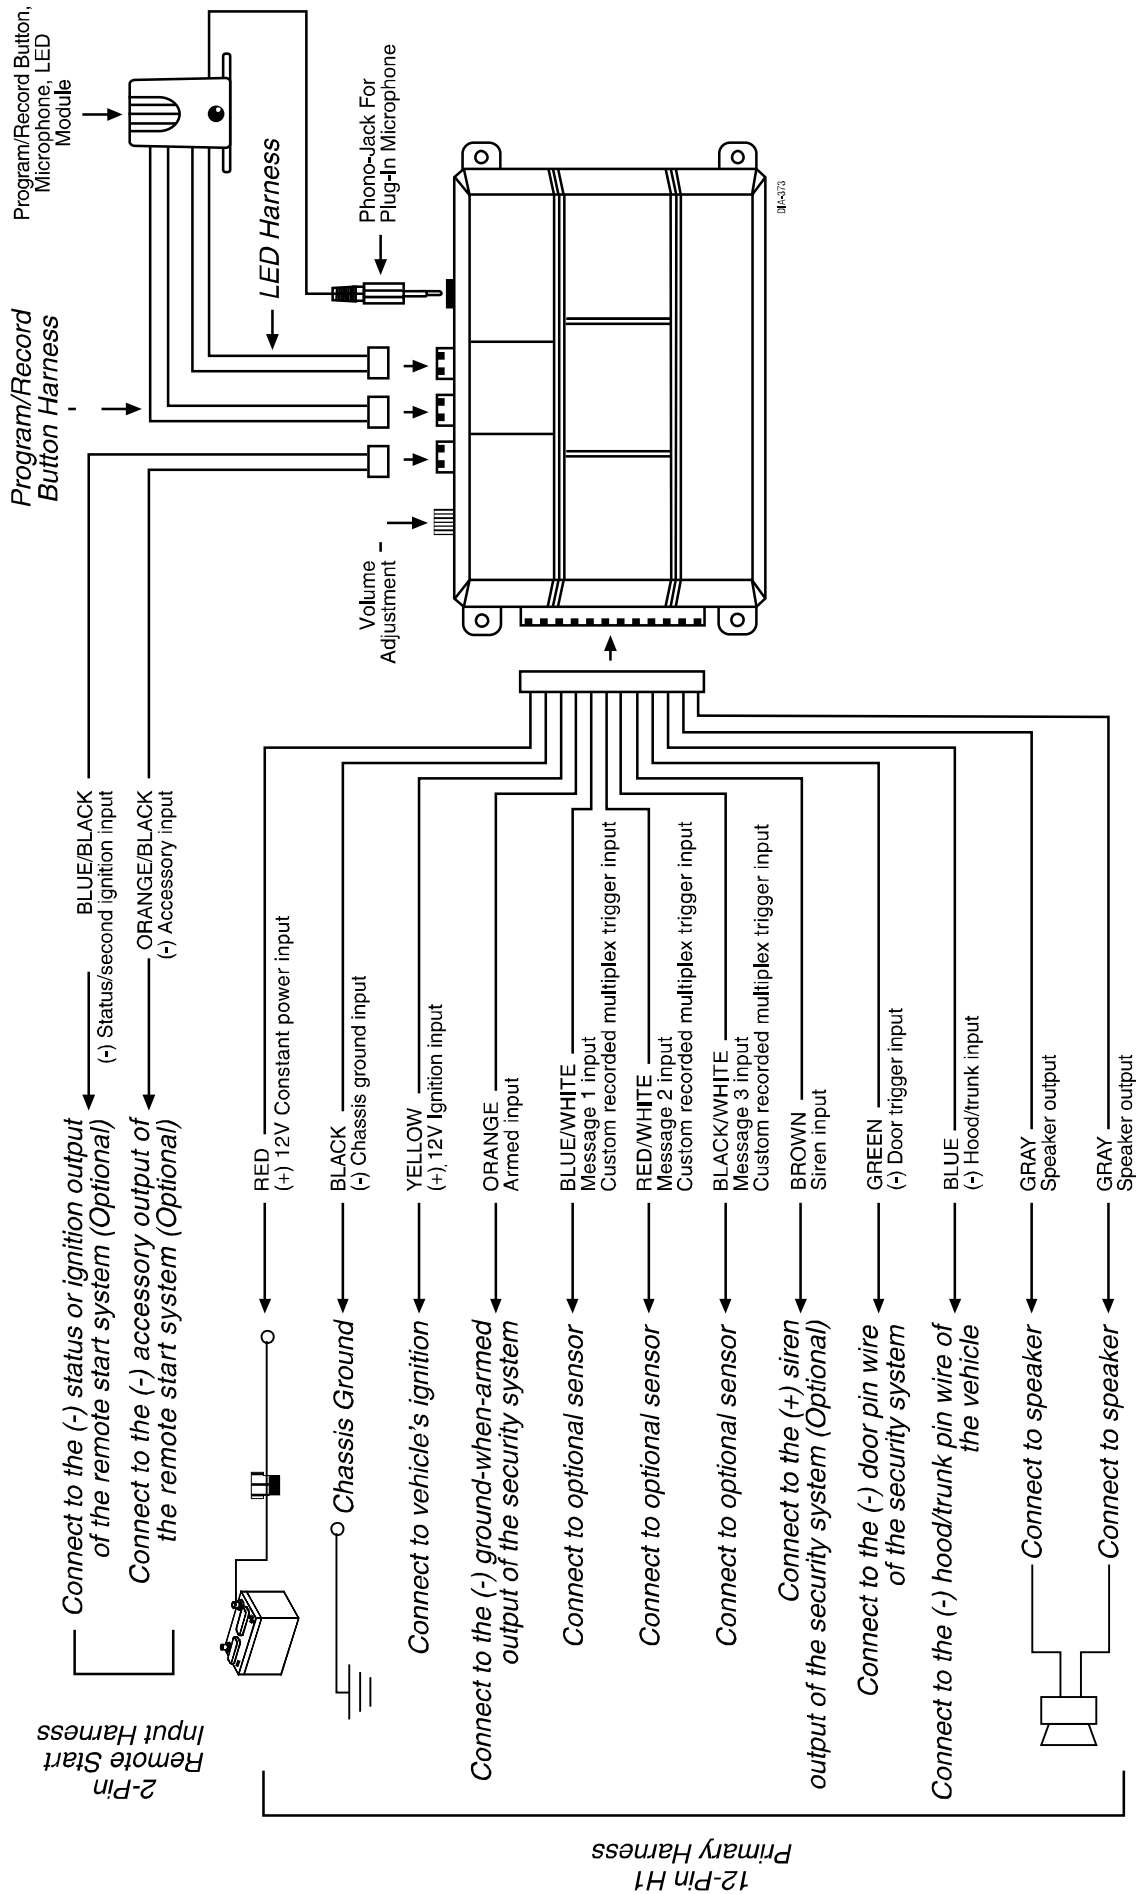 Program/Record Button,
Microphone, LED
Module
Program/Record
Button Harness
LED Harness
Phono-Jack For
Plug-In Microphone
Volume
Adjustment
DIA-373
2-Pin
Remote Start
Input Harness
Connect to the (-) status or ignition output
of the remote start system (Optional)
BLUE/BLACK
(-) Status/second ignition input
Connect to the (-) accessory output of
the remote start system (Optional)
ORANGE/BLACK
(-) Accessory input
12-Pin H1
Primary Harness
RED
(+) 12V Constant power input
Chassis Ground
BLACK
(-) Chassis ground input
Connect to vehicle's ignition
YELLOW
(+) 12V Ignition input
Connect to the (-) ground-when-armed
output of the security system
ORANGE
Armed input
Connect to optional sensor
BLUE/WHITE
Message 1 input
Custom recorded multiplex trigger input
Connect to optional sensor
RED/WHITE
Message 2 input
Custom recorded multiplex trigger input
Connect to optional sensor
BLACK/WHITE
Message 3 input
Custom recorded multiplex trigger input
Connect to the (+) siren
output of the security system (Optional)
BROWN
Siren input
Connect to the (-) door pin wire
of the security system
GREEN
(-) Door trigger input
Connect to the (-) hood/trunk pin wire of
the vehicle
BLUE
(-) Hood/trunk input
Connect to speaker
GRAY
Speaker output
Connect to speaker
GRAY
Speaker output